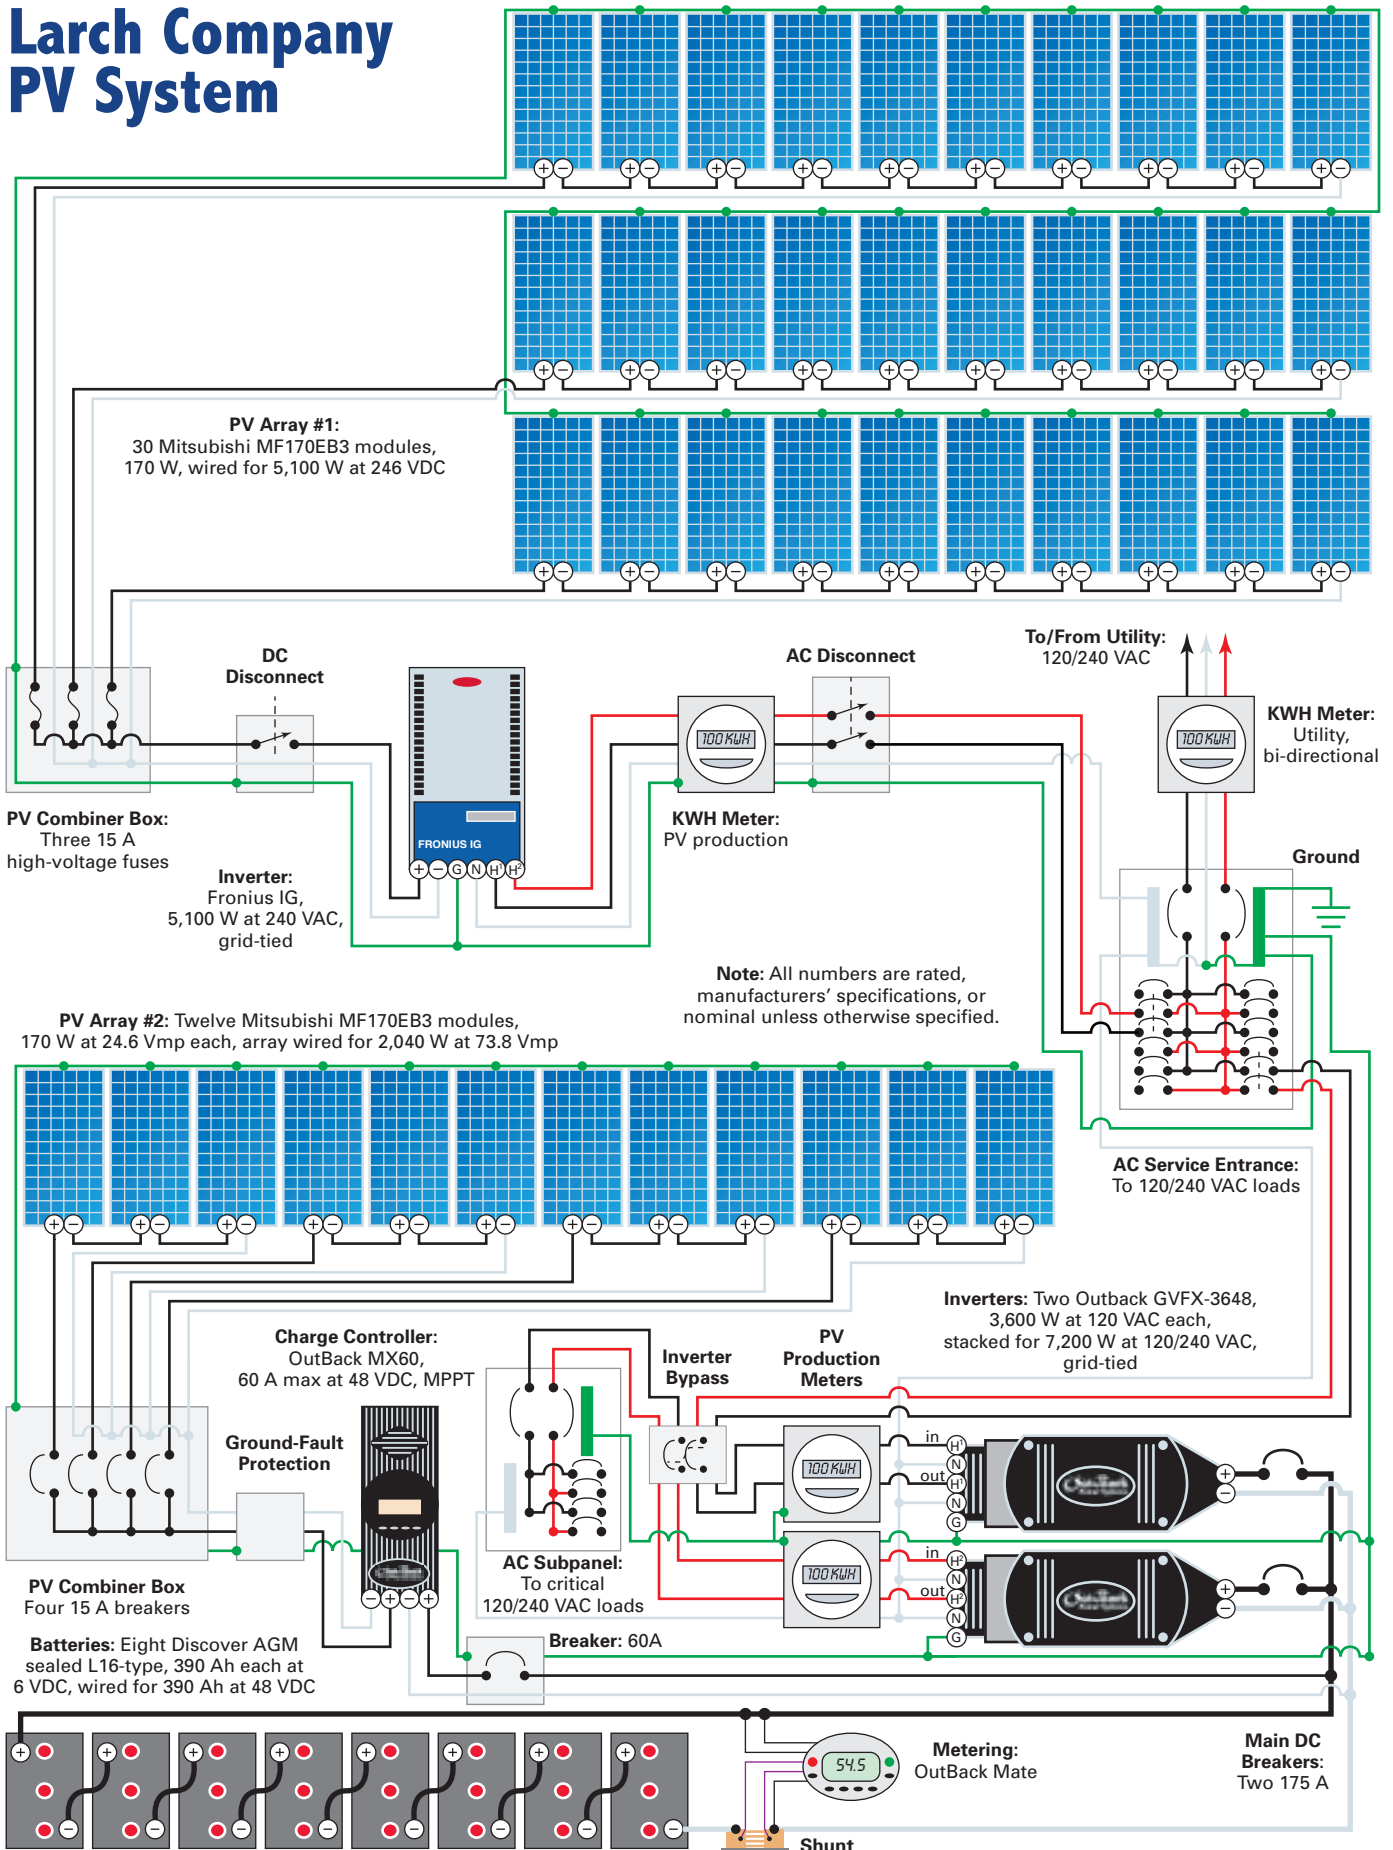 Larch Company
PV System
PV Array #1:
30 Mitsubishi MF170EB3 modules,
170 W, wired for 5,100 W at 246 VDC
To/From Utility:
120/240 VAC
DC
Disconnect
AC Disconnect
KWH Meter:
Utility,
bi-directional
100 KWH
100 KWH
PV Combiner Box:
Three 15 A
high-voltage fuses
FRONIUS IG
+ − G N H1 H2
KWH Meter:
PV production
Inverter:
Fronius IG,
5,100 W at 240 VAC,
grid-tied
Ground
Note: All numbers are rated,
manufacturers' specifications, or
nominal unless otherwise specified.
PV Array #2: Twelve Mitsubishi MF170EB3 modules,
170 W at 24.6 Vmp each, array wired for 2,040 W at 73.8 Vmp
AC Service Entrance:
To 120/240 VAC loads
Inverters: Two Outback GVFX-3648,
3,600 W at 120 VAC each,
stacked for 7,200 W at 120/240 VAC,
grid-tied
Charge Controller:
OutBack MX60,
60 A max at 48 VDC, MPPT
Inverter
Bypass
PV
Production
Meters
Ground-Fault
Protection
100 KWH
in
out
H1
N
H1
N
G
100 KWH
in
out
H2
N
H2
N
G
AC Subpanel:
To critical
120/240 VAC loads
PV Combiner Box
Four 15 A breakers
Breaker: 60A
Batteries: Eight Discover AGM
sealed L16-type, 390 Ah each at
6 VDC, wired for 390 Ah at 48 VDC
54.5
Metering:
OutBack Mate
Main DC
Breakers:
Two 175 A
Shunt